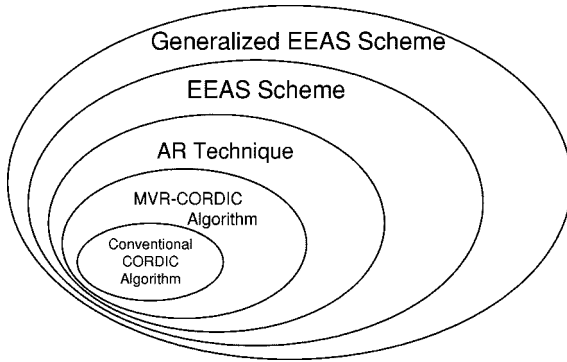 Generalized EEAS Scheme
EEAS Scheme
AR Technique
MVR-CORDIC
Algorithm
Conventional
CORDIC
Algorithm